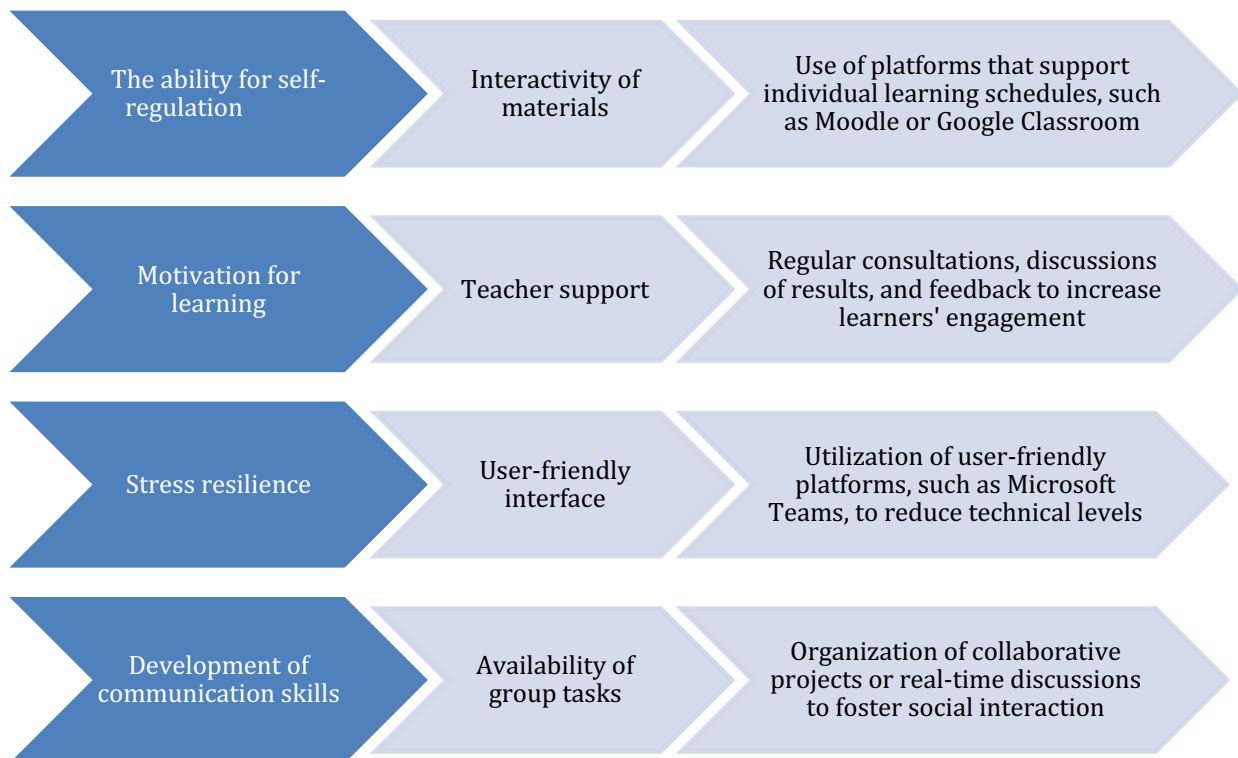 The ability for self-
regulation
Interactivity of
materials
Use of platforms that support
individual learning schedules, such
as Moodle or Google Classroom
Motivation for
learning
Teacher support
Regular consultations, discussions
of results, and feedback to increase
learners' engagement
Stress resilience
User-friendly
interface
Utilization of user-friendly
platforms, such as Microsoft
Teams, to reduce technical levels
Development of
communication skills
Availability of
group tasks
Organization of collaborative
projects or real-time discussions
to foster social interaction